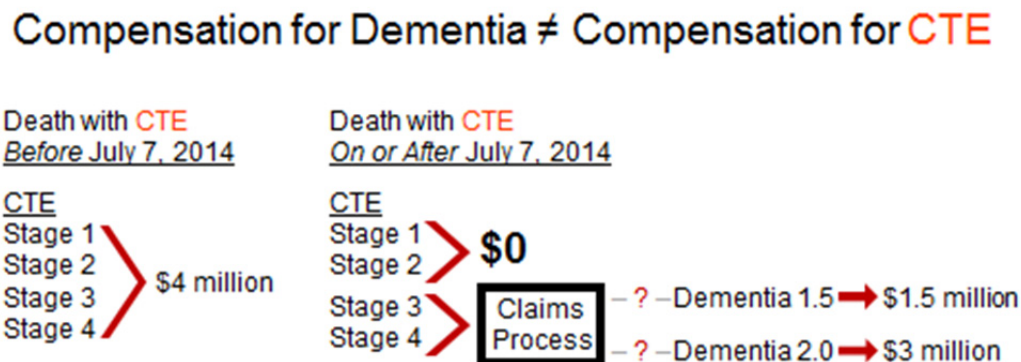 Compensation for Dementia ≠ Compensation for CTE
Death with CTE
Before July 7, 2014
CTE
Stage 1
Stage 2
Stage 3
Stage 4
$4 million
Death with CTE
On or After July 7, 2014
CTE
Stage 1
Stage 2
$0
Stage 3
Stage 4
Claims
Process
– ? – Dementia 1.5 $1.5 million
– ? – Dementia 2.0 $3 million